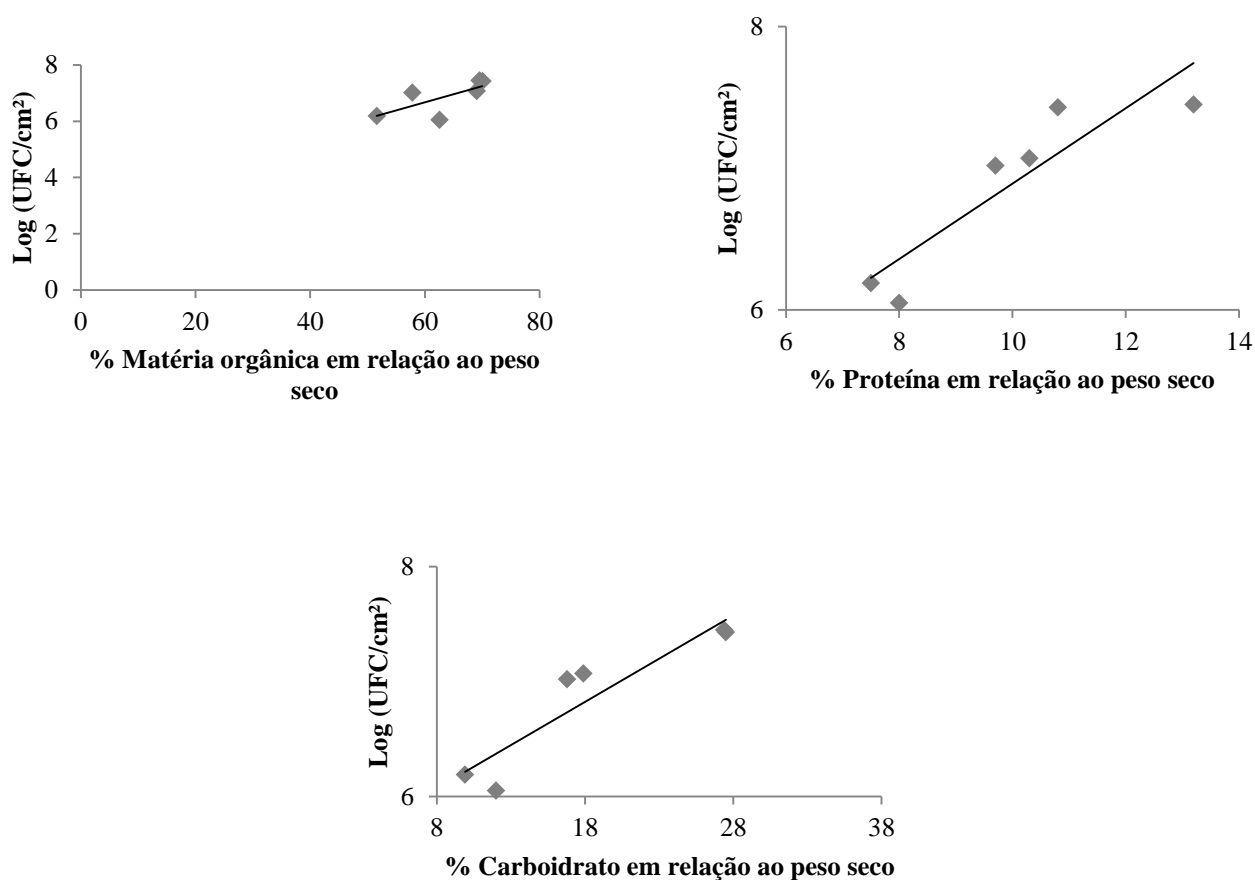 8
6
4
2
0
Log (UFC/cm²)
0 20 40 60 80
% Matéria orgânica em relação ao peso
seco
8
6
Log (UFC/cm²)
6 8 10 12 14
% Proteína em relação ao peso seco
8
6
Log (UFC/cm²)
8 18 28 38
% Carboidrato em relação ao peso seco